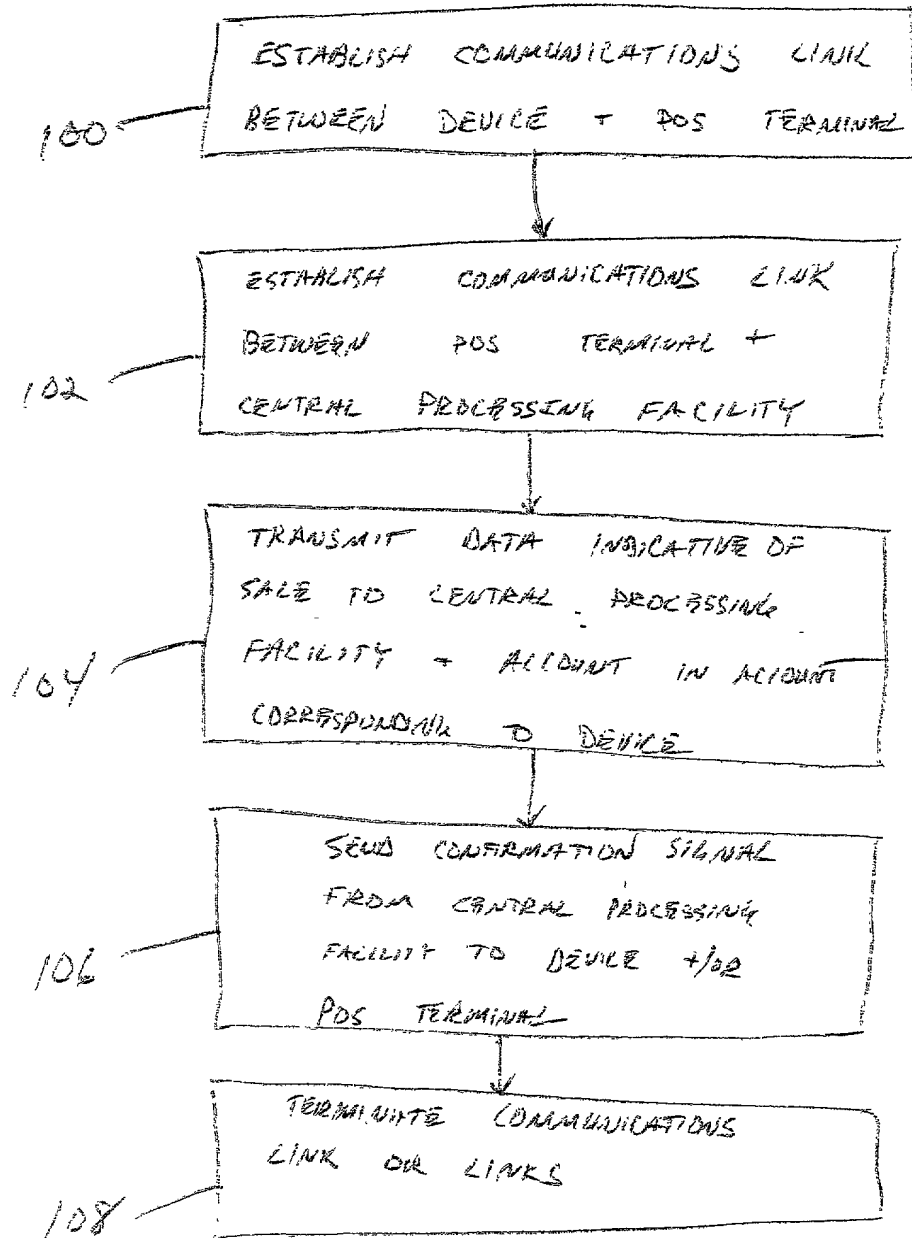 ESTABLISH COMMUNICATIONS LINK
BETWEEN DEVICE + POS TERMINAL
100
ESTABLISH COMMUNICATIONS LINK
BETWEEN POS TERMINAL +
CENTRAL PROCESSING FACILITY
102
TRANSMIT DATA INDICATIVE OF
SALE TO CENTRAL PROCESSING
FACILITY + ACCOUNT IN ACCOUNT
CORRESPONDING TO DEVICE
104
SEND CONFIRMATION SIGNAL
FROM CENTRAL PROCESSING
FACILITY TO DEVICE +/OR
POS TERMINAL
106
TERMINATE COMMUNICATIONS
LINK OR LINKS
108